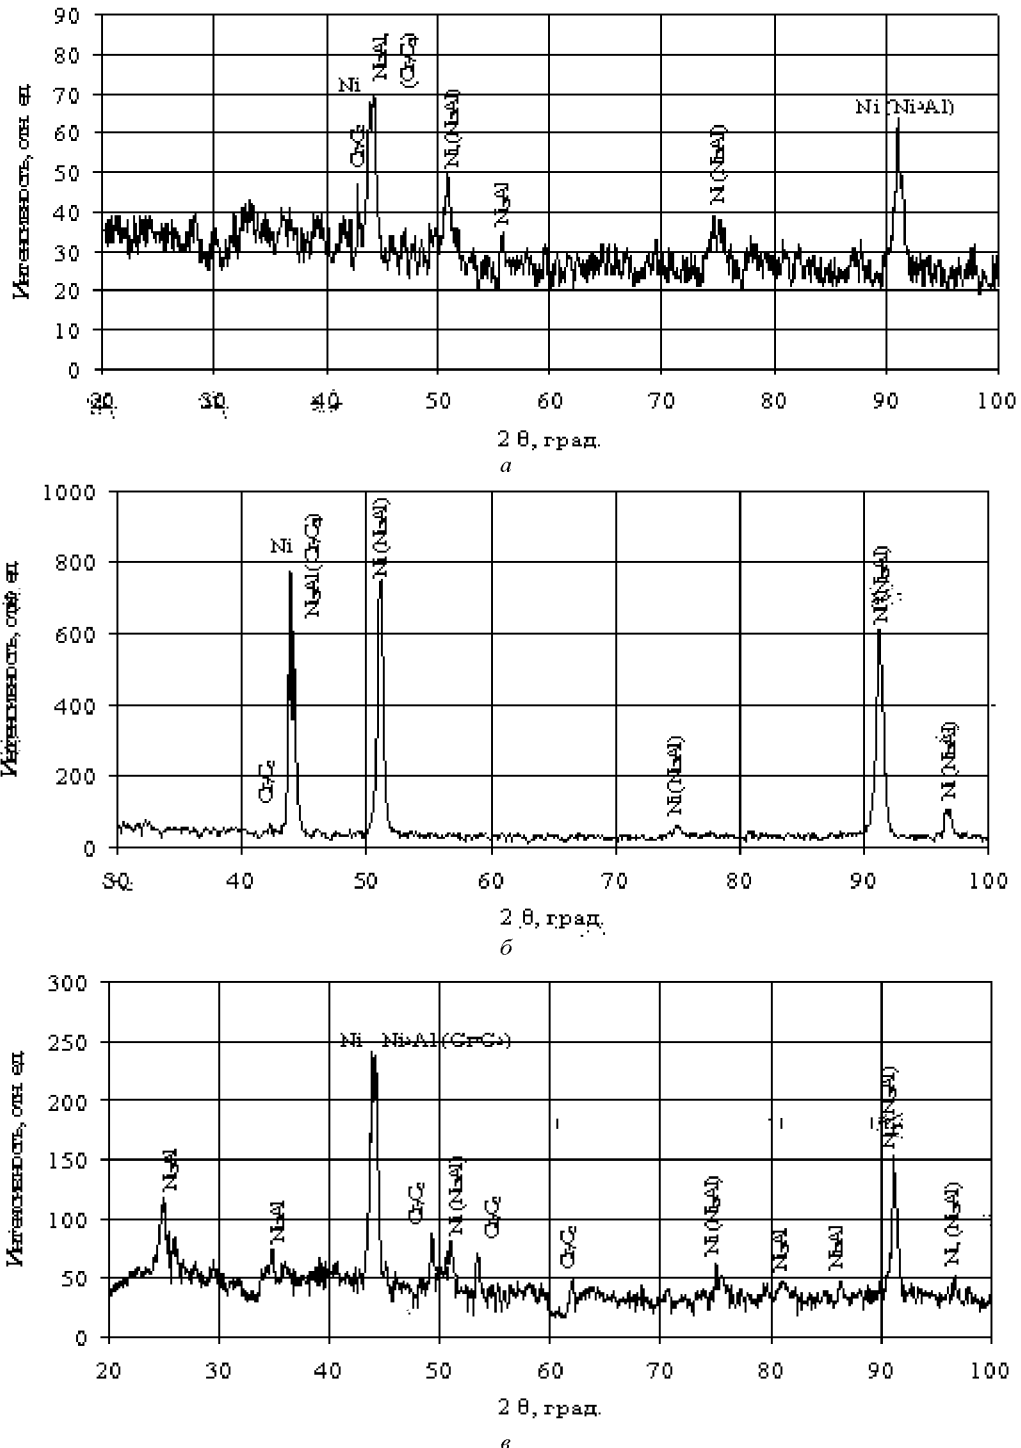 90
80
70
60
50
40
30
20
10
0
Интенсивность, отн. ед.
Ni
Ni₃Al
(Cr₇C₃)
Cr₇C₃
Ni (Ni₃Al)
Ni₃Al
Ni (Ni₃Al)
Ni (Ni₃Al)
20 30 40 50 60 70 80 90 100
2 θ, град.
а
1000
800
600
400
200
0
Ni
Ni₃Al (Cr₇C₃)
Ni (Ni₃Al)
Cr₇C₃
Ni (Ni₃Al)
Ni (Ni₃Al)
Ni (Ni₃Al)
30 40 50 60 70 80 90 100
2 θ, град.
б
300
250
200
150
100
50
0
Интенсивность, отн. ед.
Ni₃Al
Ni₃Al
Ni Ni₃Al (Cr₇C₃)
Cr₇C₃
Ni (Ni₃Al)
Cr₇C₃
Cr₇C₃
Ni (Ni₃Al)
Ni₃Al
Ni₃Al
Ni (Ni₃Al)
Ni, (Ni₃Al)
20 30 40 50 60 70 80 90 100
2 θ, град.
в